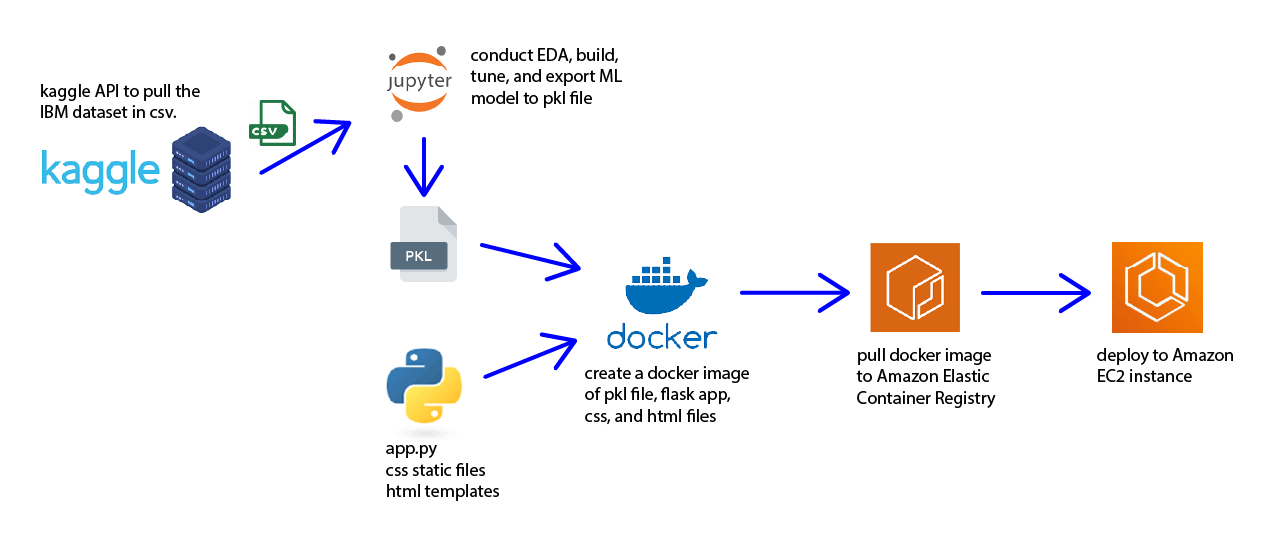 kaggle API to pull the
IBM dataset in csv.
kaggle
CSV
jupyter
conduct EDA, build,
tune, and export ML
model to pkl file
PKL
app.py
css static files
html templates
docker
create a docker image
of pkl file, flask app,
css, and html files
pull docker image
to Amazon Elastic
Container Registry
deploy to Amazon
EC2 instance